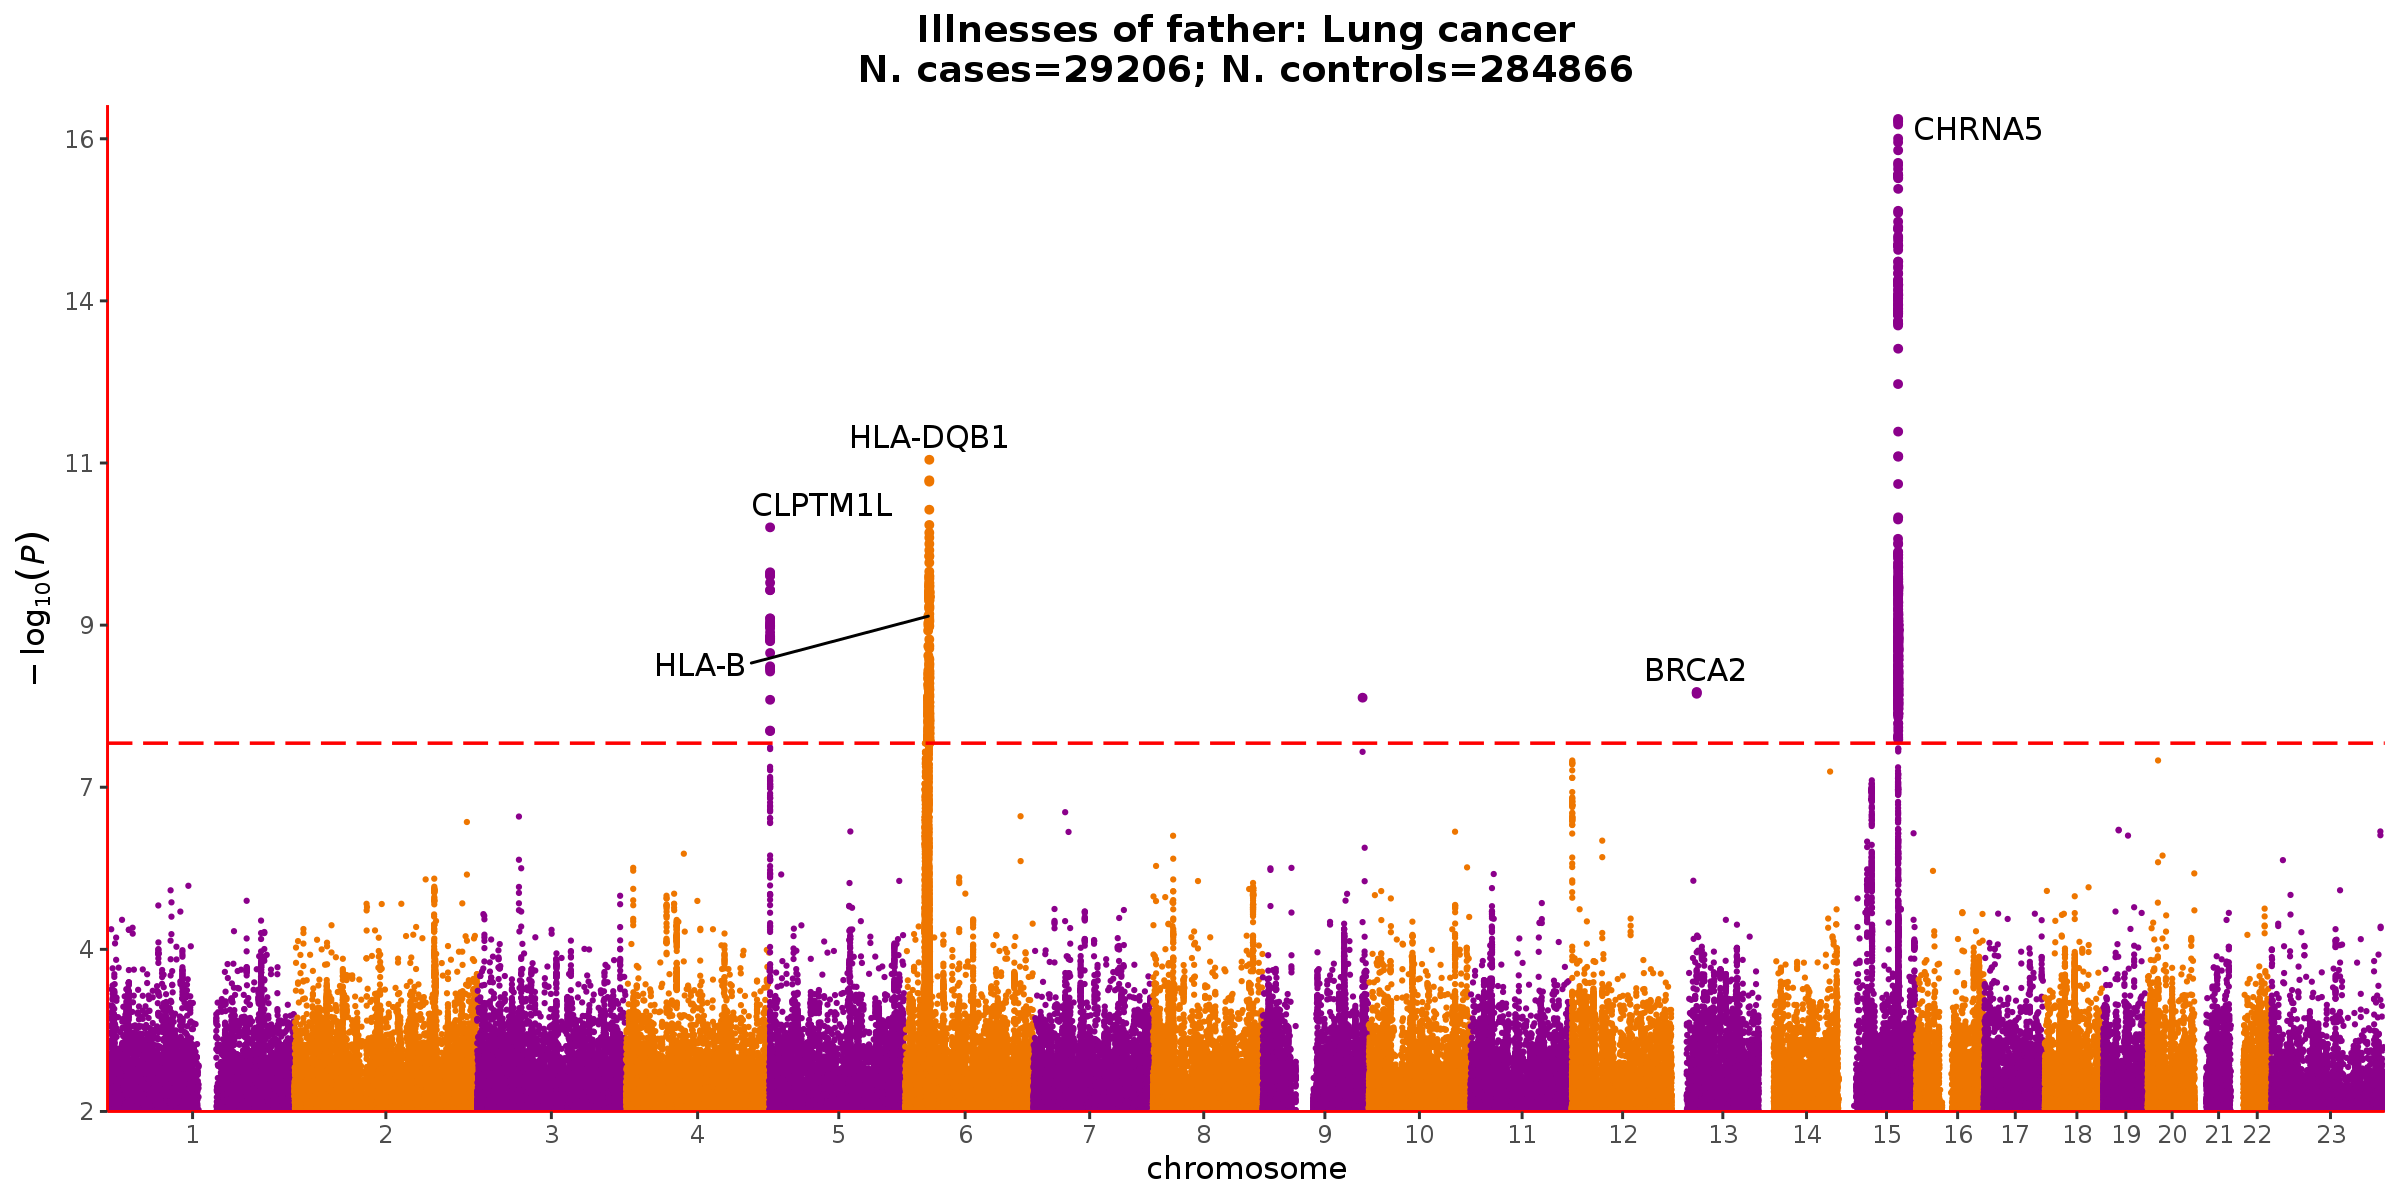 Illnesses of father: Lung cancer
N. cases=29206; N. controls=284866
16
CHRNA5
14
HLA-DQB1
11
CLPTM1L
−log₁₀(P)
9
HLA-B
BRCA2
7
4
2
1 2 3 4 5 6 7 8 9 10 11 12 13 14 15 16 17 18 19 20 21 22 23
chromosome